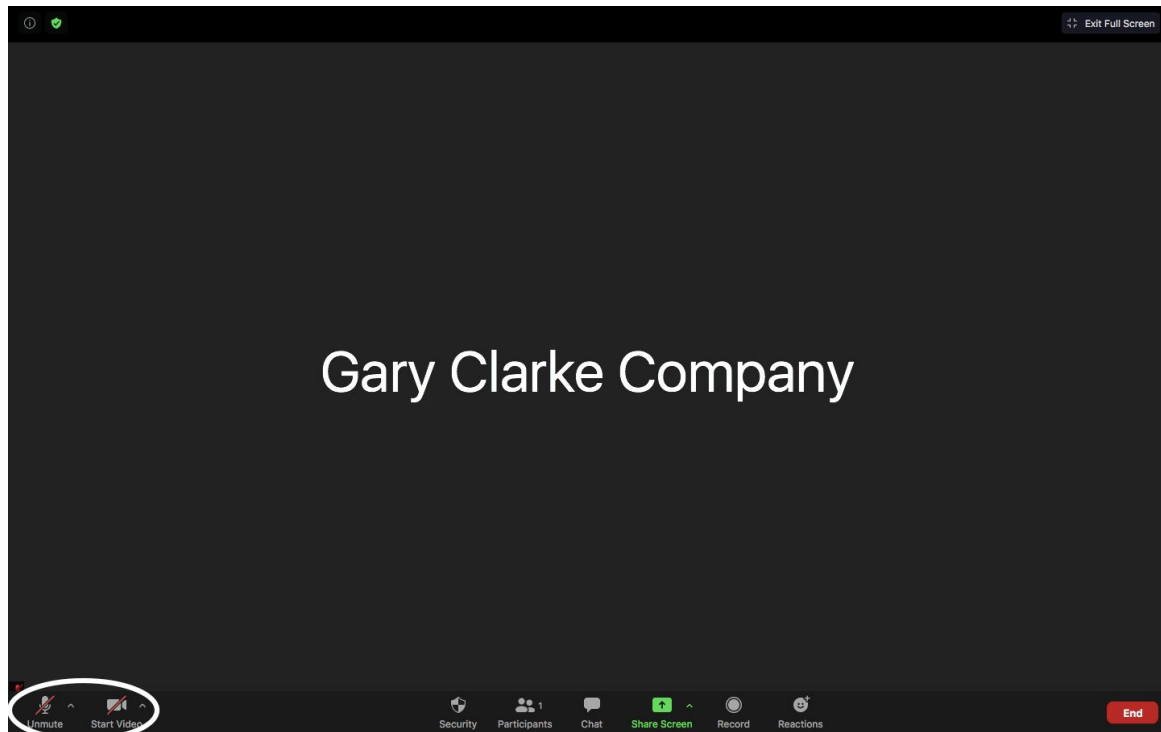 Exit Full Screen
Gary Clarke Company
Unmute
Start Video
Security
Participants
1
Chat
Share Screen
Record
Reactions
End